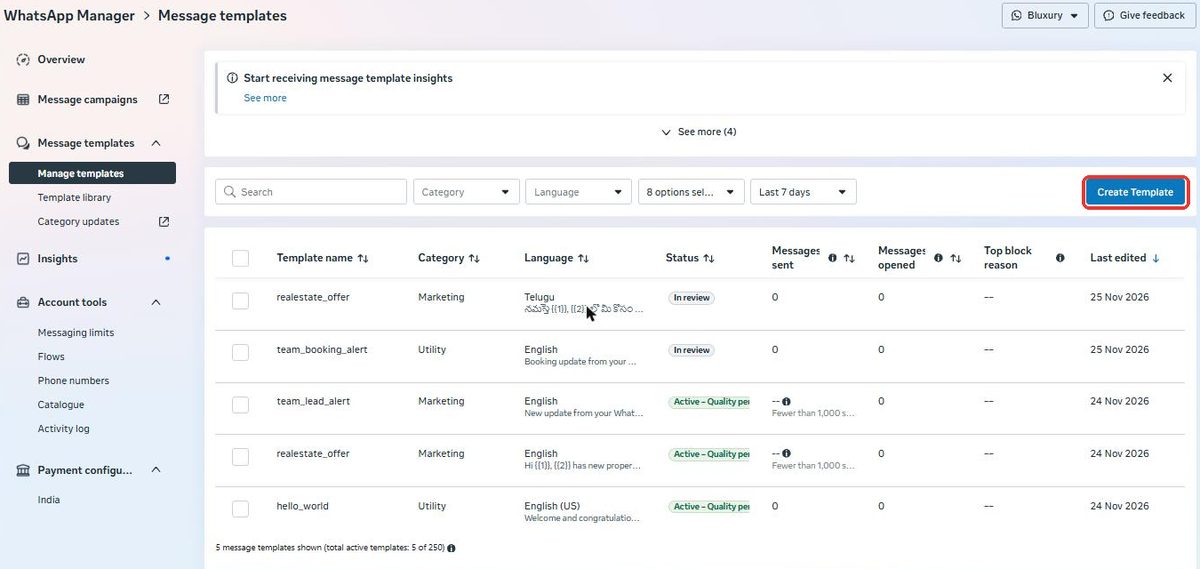 WhatsApp Manager > Message templates
Bluxury
Give feedback
Overview
Message campaigns
Message templates
Manage templates
Template library
Category updates
Insights
Account tools
Messaging limits
Flows
Phone numbers
Catalogue
Activity log
Payment configu...
India
Start receiving message template insights
See more
See more (4)
Search
Category
Language
8 options sel...
Last 7 days
Create Template
Template name Category Language Status Messages sent Messages opened Top block reason Last edited
realestate_offer Marketing Telugu In review 0 0 -- 25 Nov 2026
నమస్తే {{1}}, {{2}} లో మీ కోసం ...
team_booking_alert Utility English In review 0 0 -- 25 Nov 2026
Booking update from your ...
team_lead_alert Marketing English Active – Quality per -- 0 -- 24 Nov 2026
New update from your What... Fewer than 1,000 s...
realestate_offer Marketing English Active – Quality per -- 0 -- 24 Nov 2026
Hi {{1}}, {{2}} has new proper... Fewer than 1,000 s...
hello_world Utility English (US) Active – Quality per 0 0 -- 24 Nov 2026
Welcome and congratulatio...
5 message templates shown (total active templates: 5 of 250)